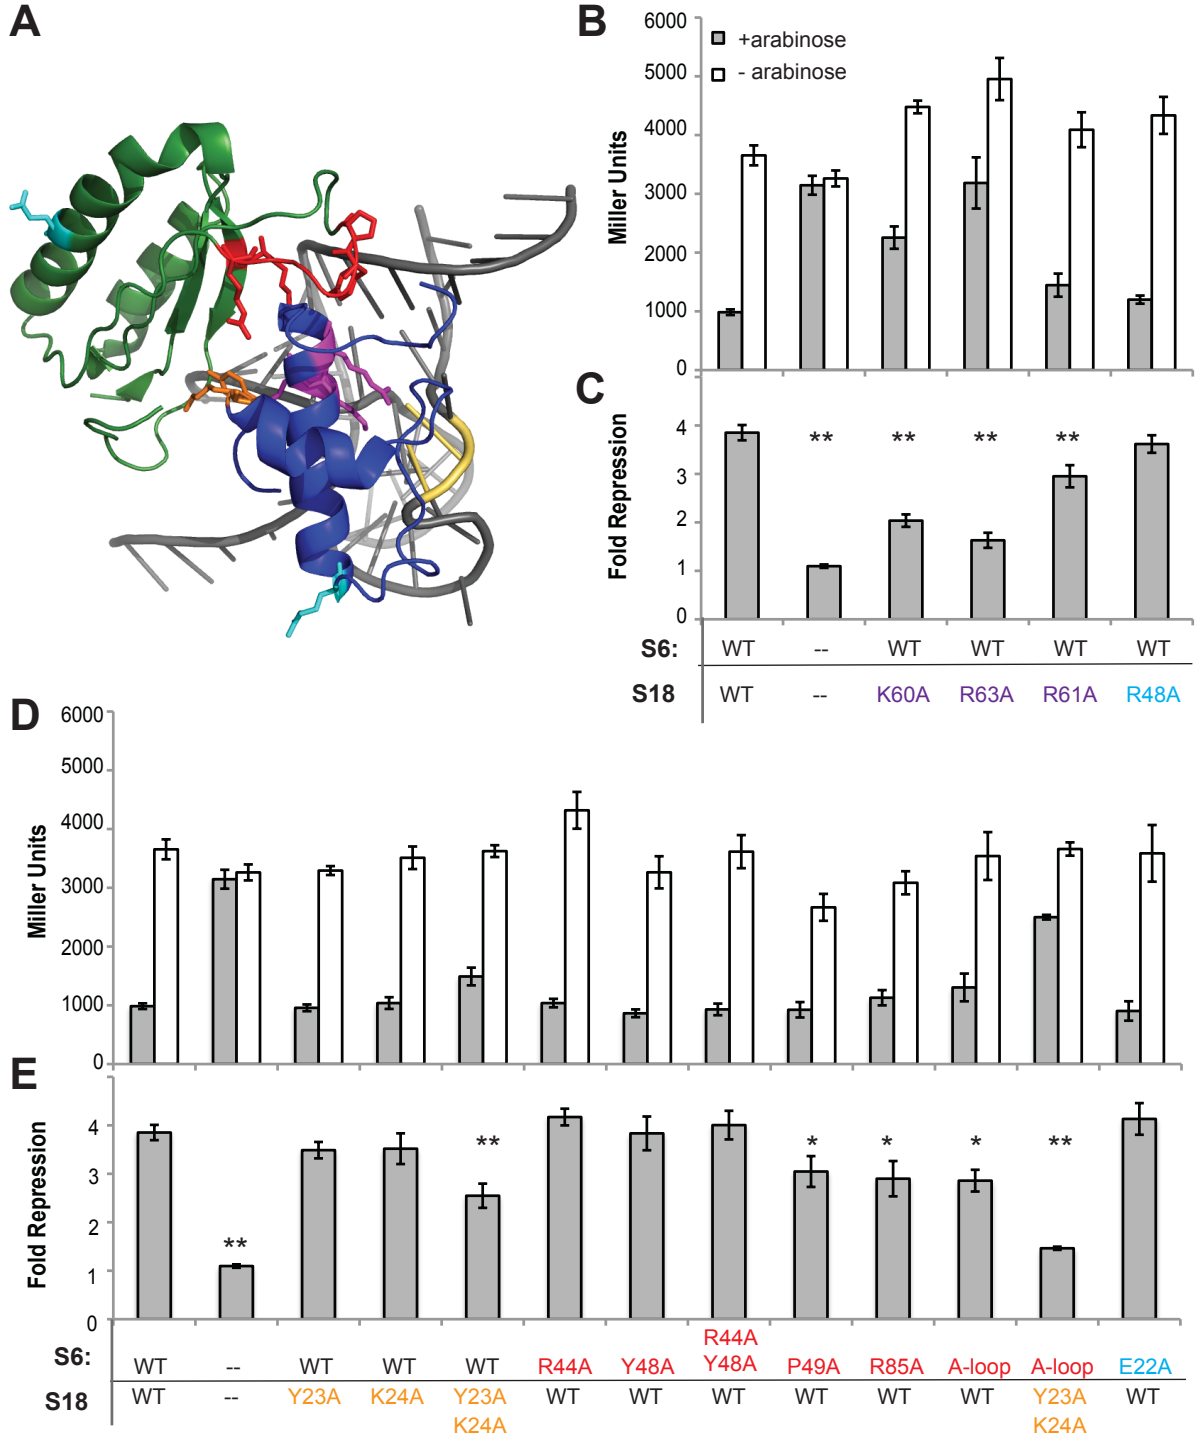 A
B
6000
5000
4000
3000
2000
1000
0
Miller Units
+arabinose
- arabinose
C
4
3
2
1
0
Fold Repression
** ** ** **
S6: WT -- WT WT WT WT
S18 WT -- K60A R63A R61A R48A
D
6000
5000
4000
3000
2000
1000
0
Miller Units
E
4
3
2
1
0
Fold Repression
** ** * * * **
R44A
S6: WT -- WT WT WT R44A Y48A Y48A P49A R85A A-loop A-loop E22A
S18 WT -- Y23A K24A Y23A WT WT WT WT WT WT Y23A WT
K24A K24A